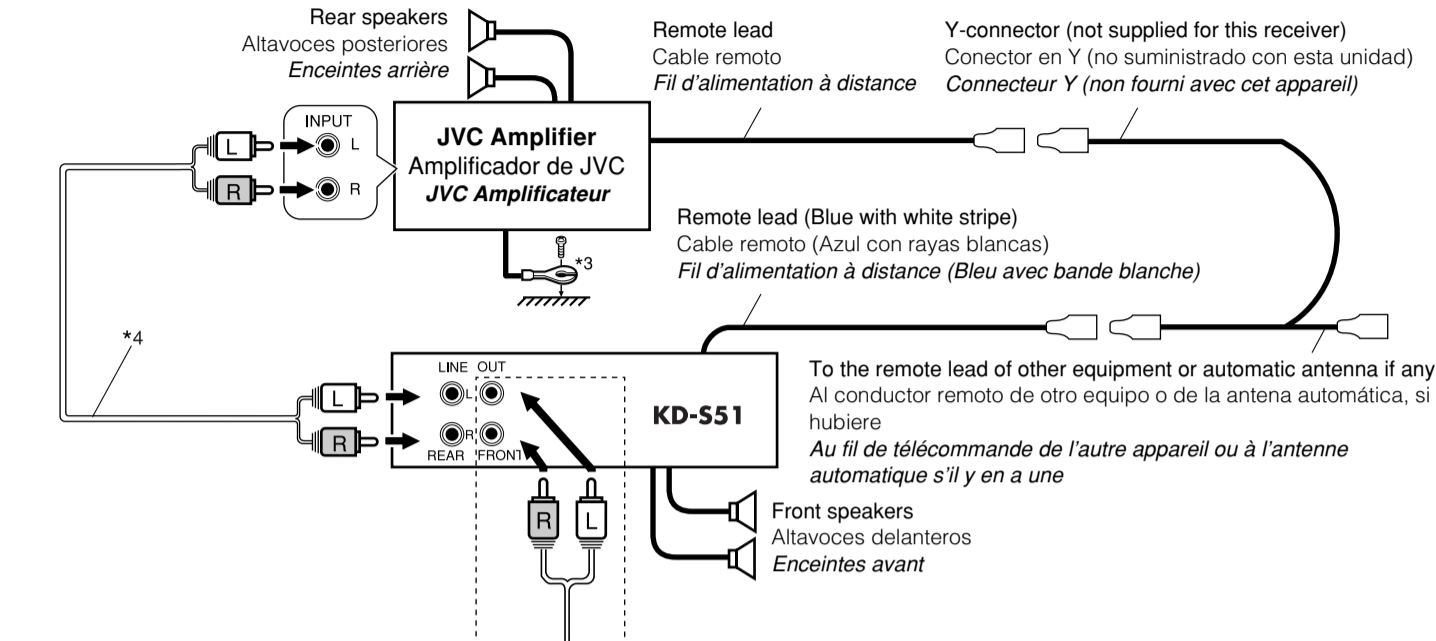 Rear speakers
Altavoces posteriores
Enceintes arrière
Remote lead
Cable remoto
Fil d'alimentation à distance
Y-connector (not supplied for this receiver)
Conector en Y (no suministrado con esta unidad)
Connecteur Y (non fourni avec cet appareil)
INPUT
L
L
R
R
JVC Amplifier
Amplificador de JVC
JVC Amplificateur
*3
Remote lead (Blue with white stripe)
Cable remoto (Azul con rayas blancas)
Fil d'alimentation à distance (Bleu avec bande blanche)
*4
LINE OUT
L
L
R
R
REAR FRONT
KD-S51
To the remote lead of other equipment or automatic antenna if any
Al conductor remoto de otro equipo o de la antena automática, si
hubiere
Au fil de télécommande de l'autre appareil ou à l'antenne
automatique s'il y en a une
R
L
Front speakers
Altavoces delanteros
Enceintes avant